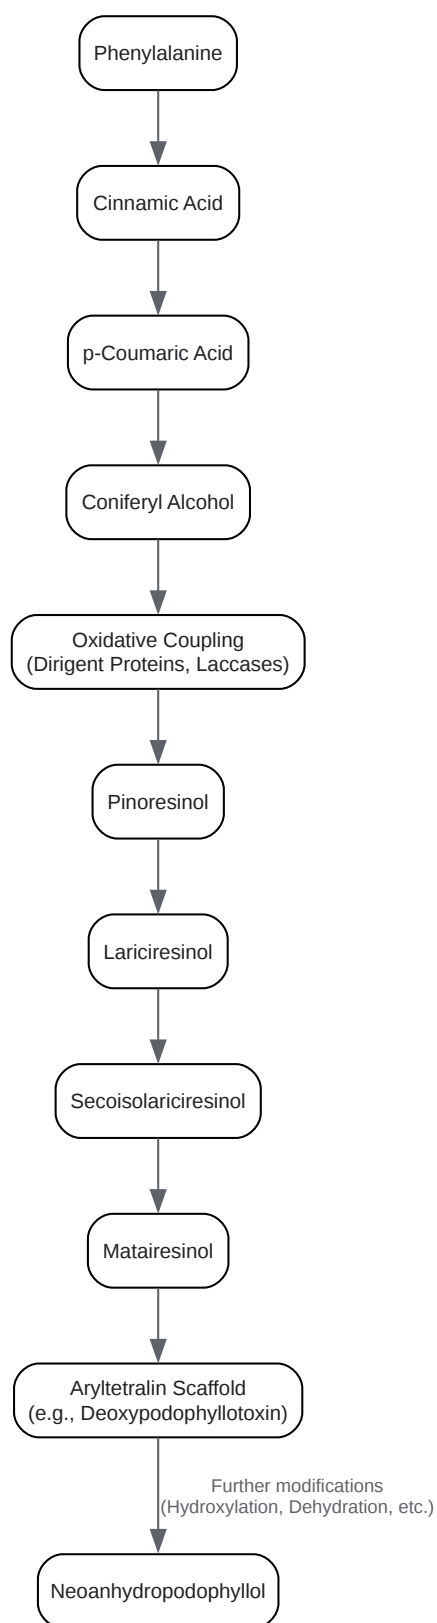 Phenylalanine
Cinnamic Acid
p-Coumaric Acid
Coniferyl Alcohol
Oxidative Coupling
(Dirigent Proteins, Laccases)
Pinoresinol
Lariciresinol
Secoisolariciresinol
Matairesinol
Aryltetralin Scaffold
(e.g., Deoxypodophyllotoxin)
Further modifications
(Hydroxylation, Dehydration, etc.)
Neoanhydropodophyllol